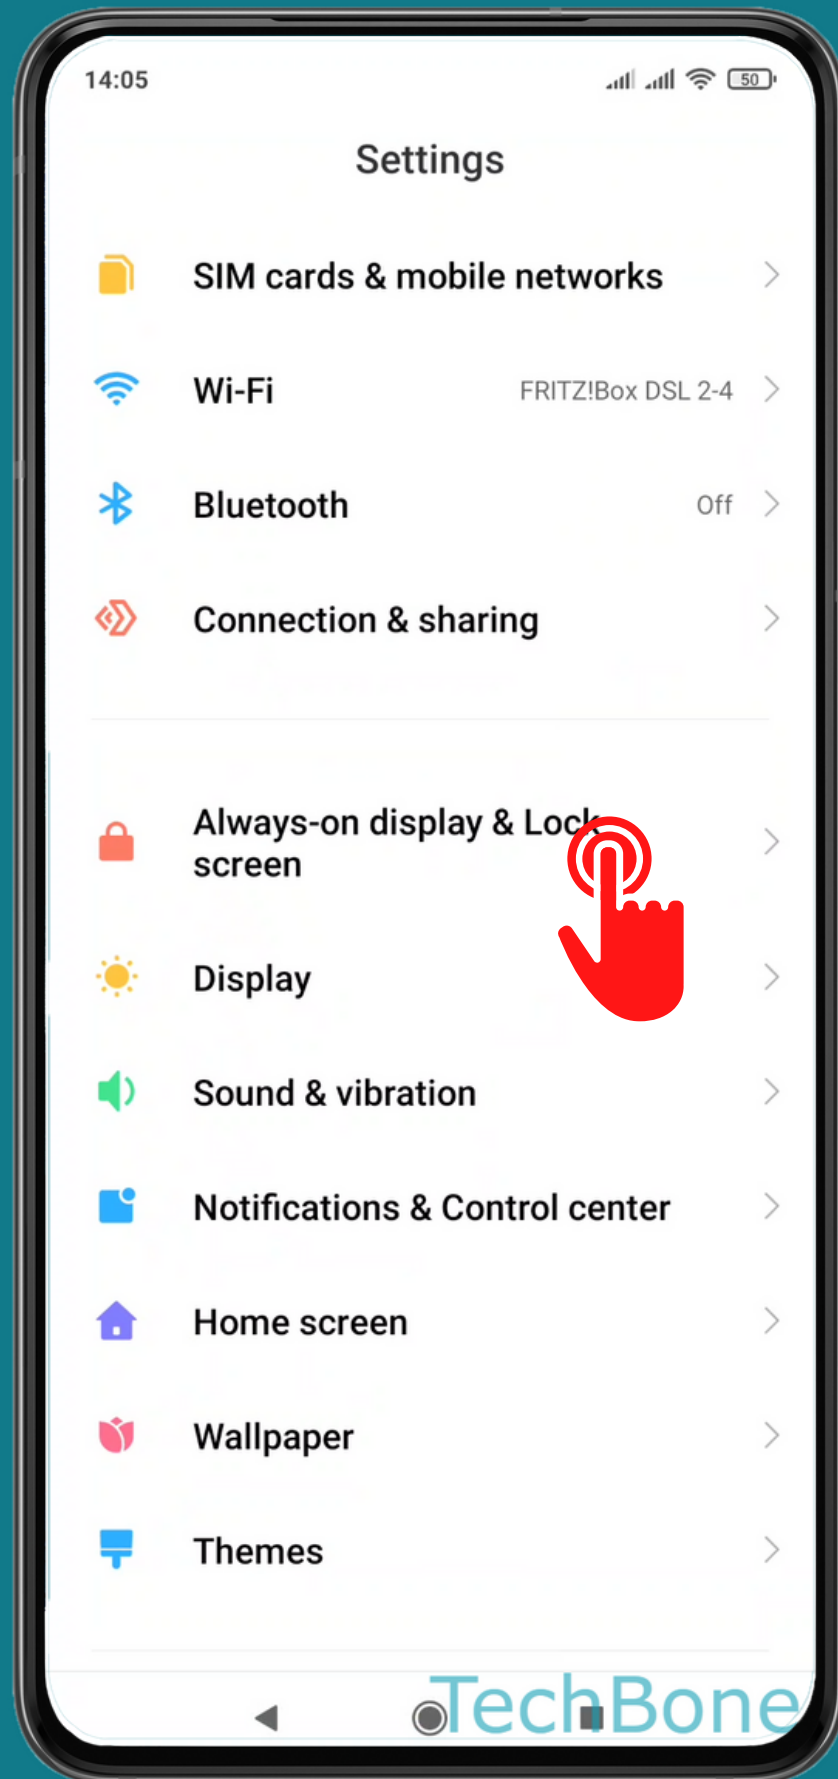 14:05 50
Settings
SIM cards & mobile networks
Wi-Fi FRITZ!Box DSL 2-4
Bluetooth Off
Connection & sharing
Always-on display & Lock
screen
Display
Sound & vibration
Notifications & Control center
Home screen
Wallpaper
Themes
TechBone